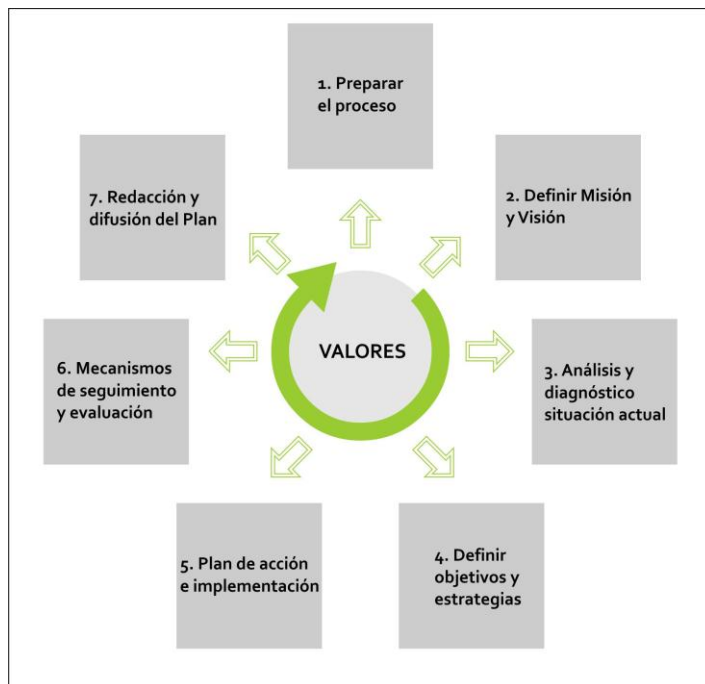 1. Preparar
el proceso
2. Definir Misión
y Visión
3. Análisis y
diagnóstico
situación actual
4. Definir
objetivos y
estrategias
5. Plan de acción
e implementación
6. Mecanismos
de seguimiento
y evaluación
7. Redacción y
difusión del Plan
VALORES